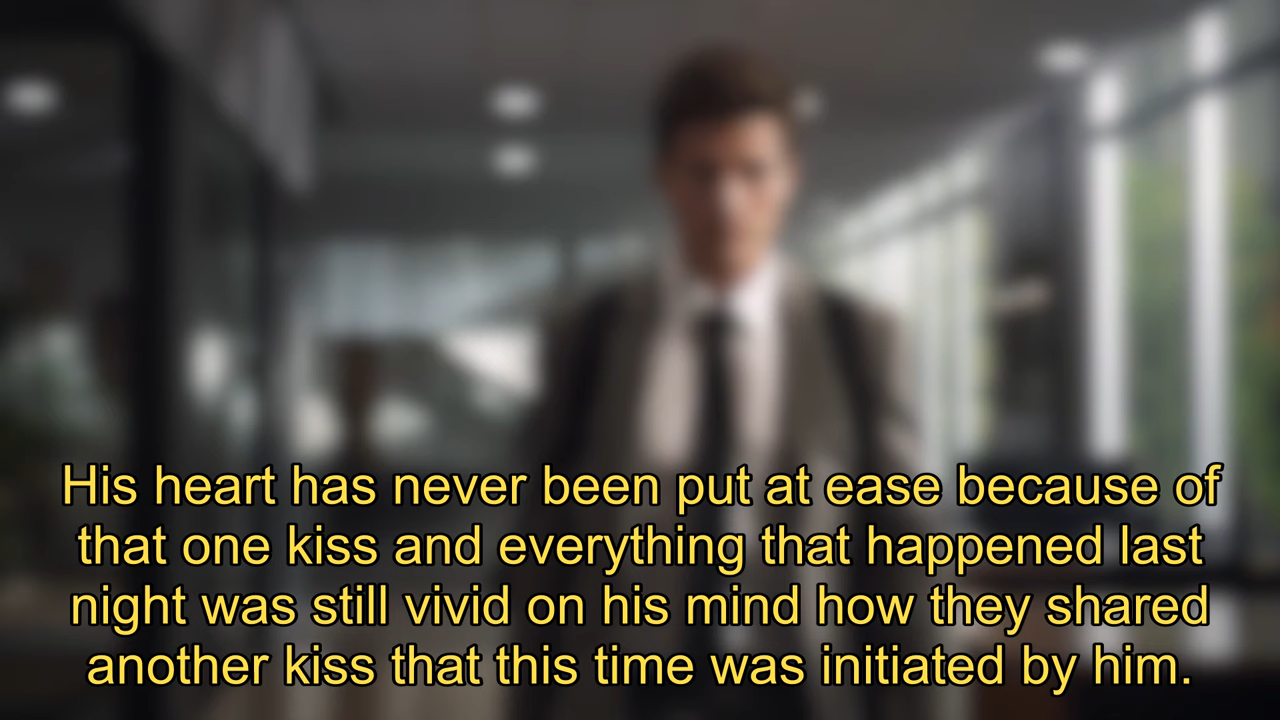 His heart has never been put at ease because of
that one kiss and everything that happened last
night was still vivid on his mind how they shared
another kiss that this time was initiated by him.